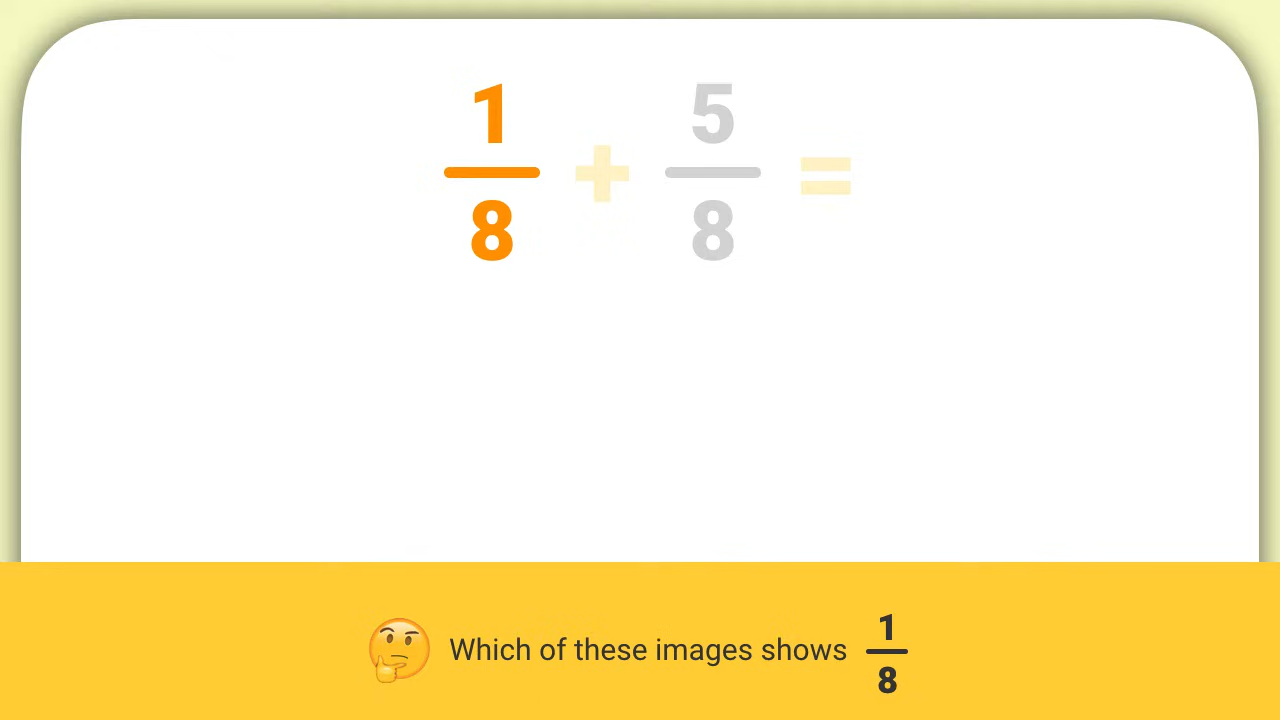 1/8 + 5/8 =
Which of these images shows 1/8